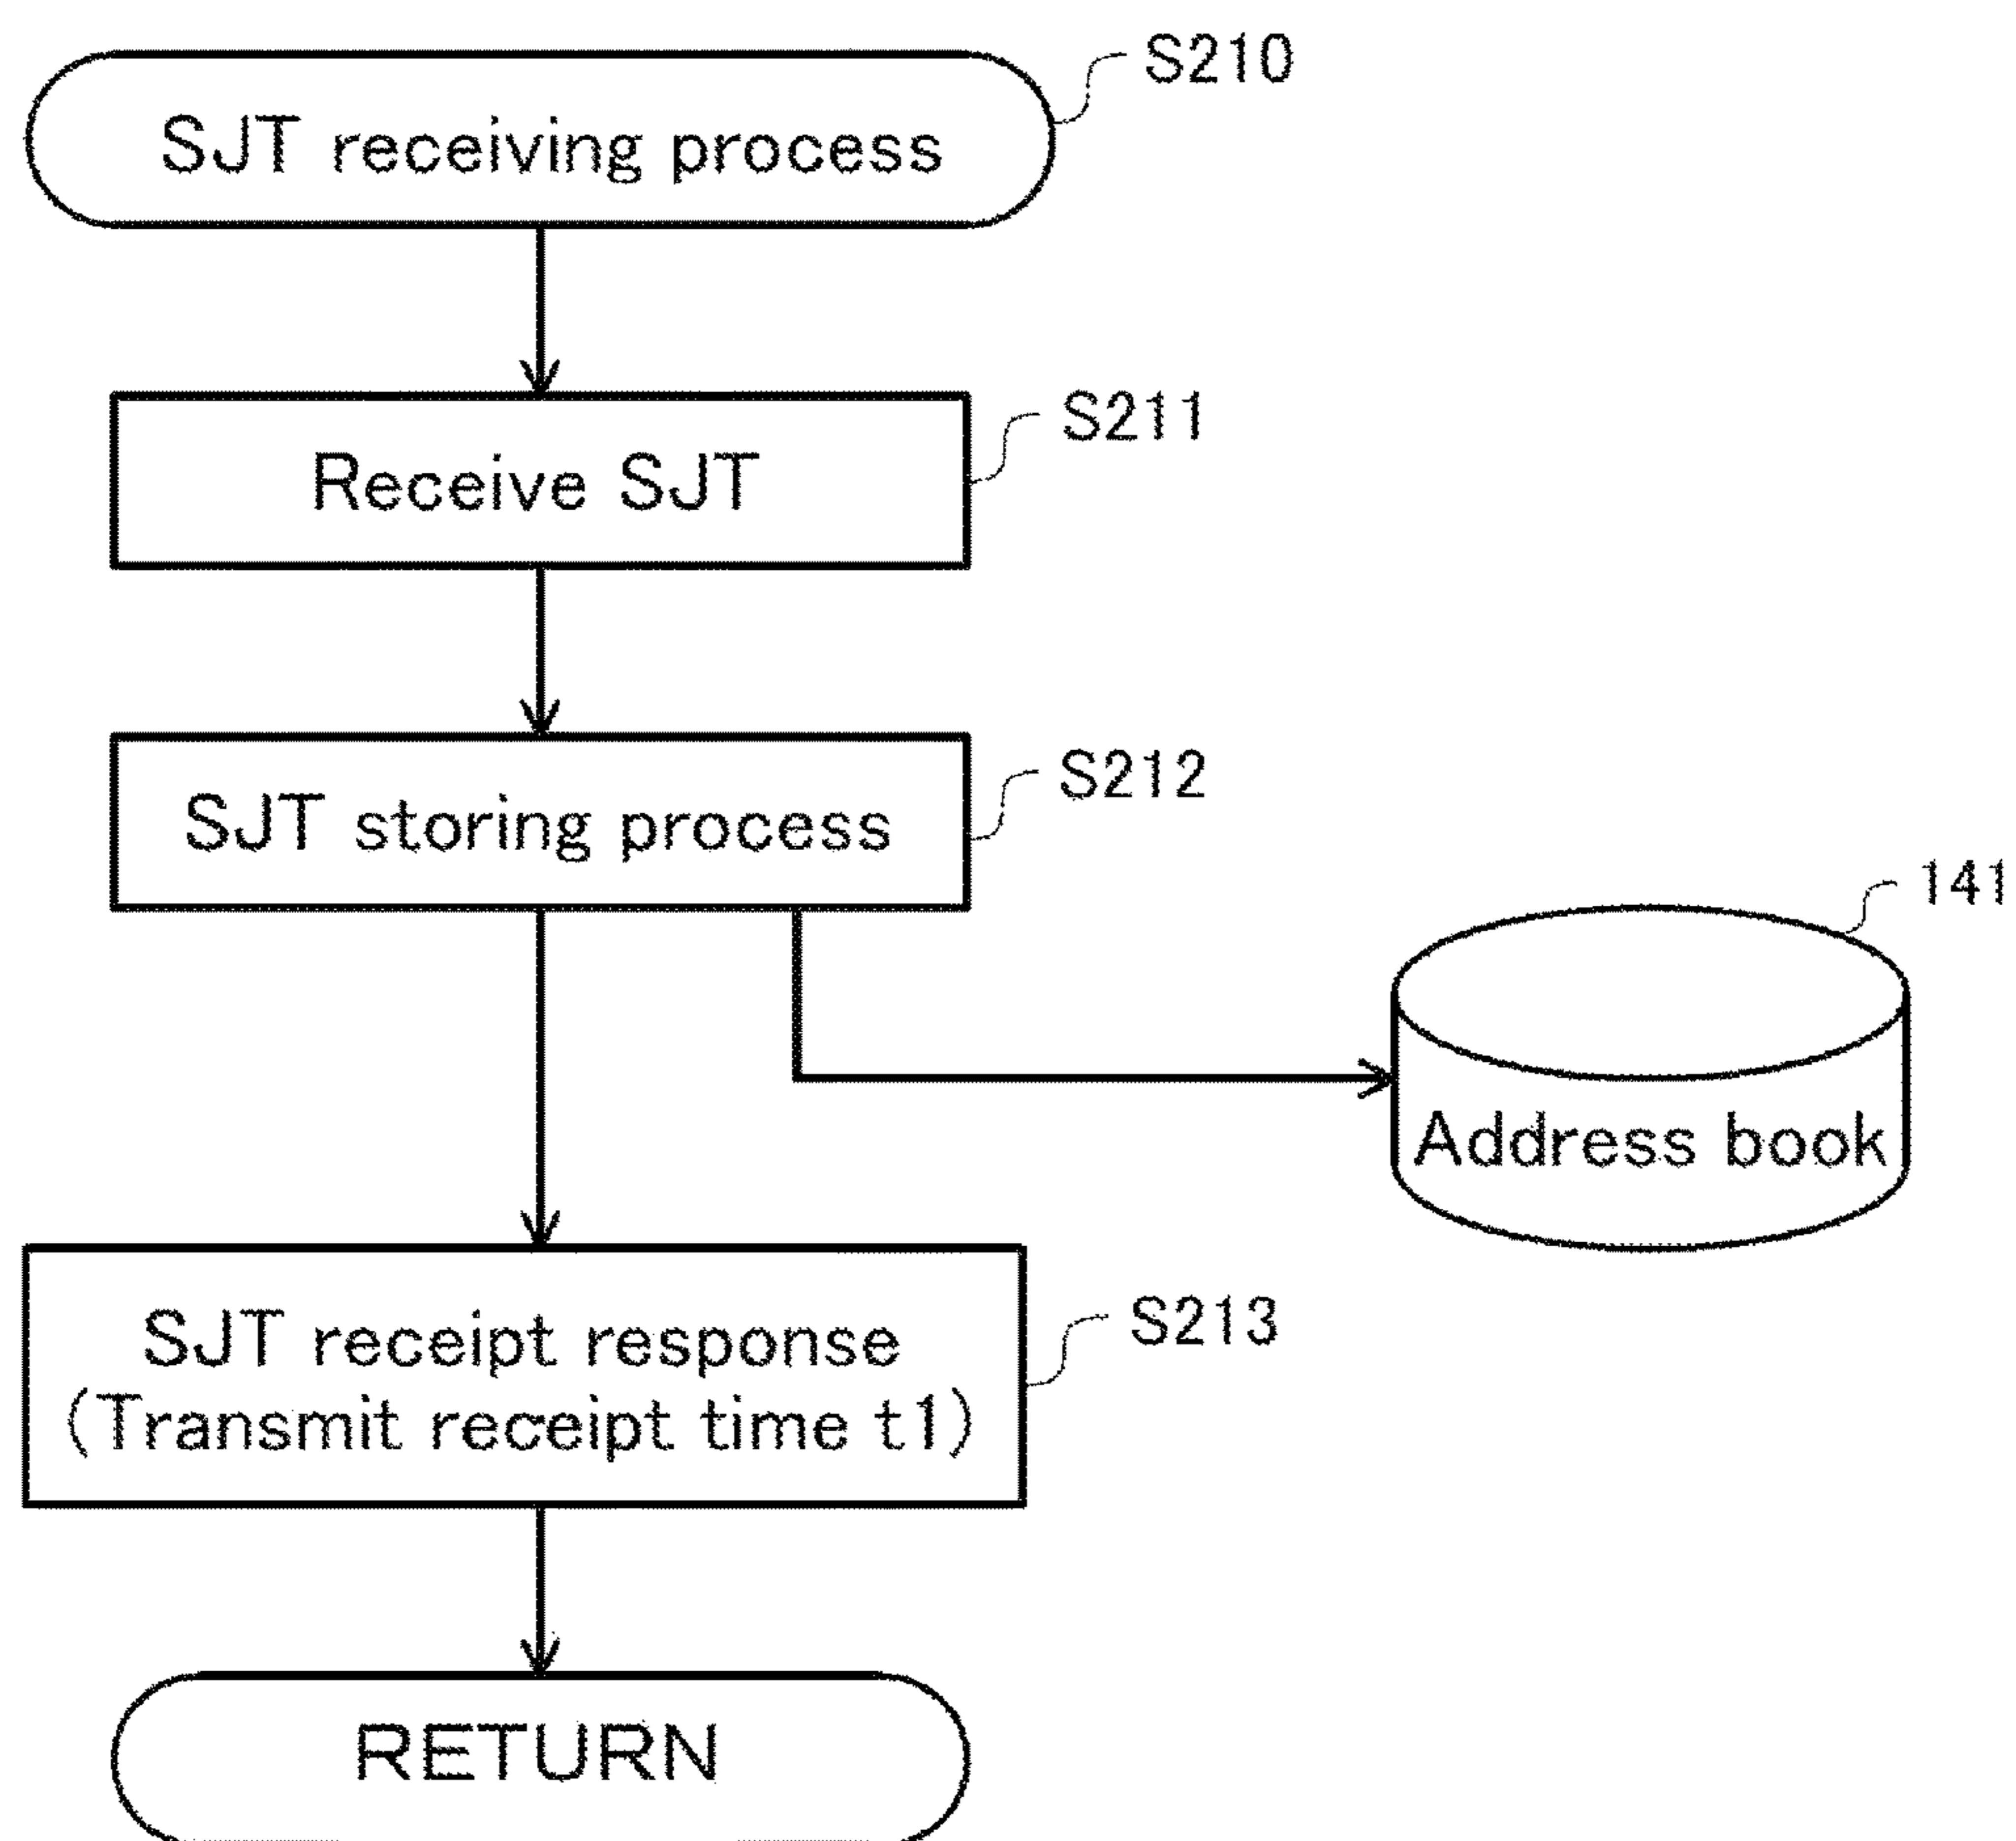 SJT receiving process
S210
Receive SJT
S211
SJT storing process
S212
141
Address book
SJT receipt response
(Transmit receipt time t1)
S213
RETURN